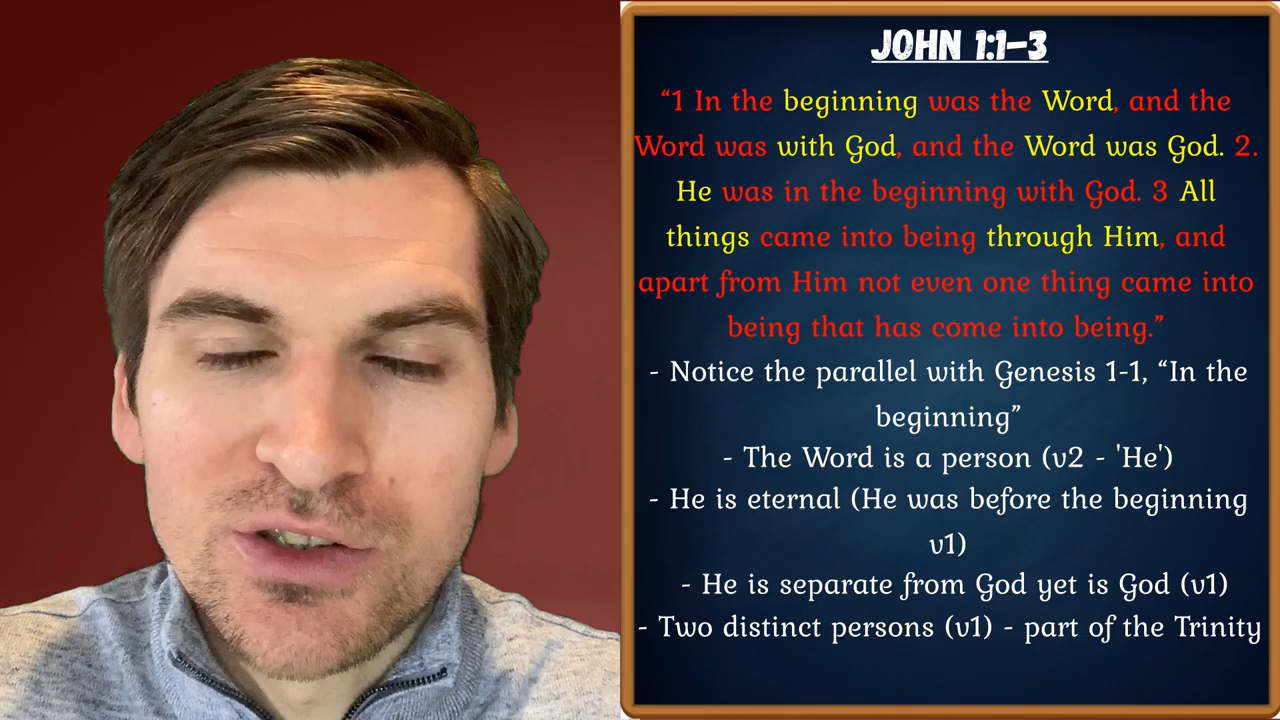 JOHN 1:1-3
“1 In the beginning was the Word, and the
Word was with God, and the Word was God. 2.
He was in the beginning with God. 3 All
things came into being through Him, and
apart from Him not even one thing came into
being that has come into being.”
- Notice the parallel with Genesis 1-1, “In the
beginning”
- The Word is a person (v2 - 'He')
- He is eternal (He was before the beginning
v1)
- He is separate from God yet is God (v1)
- Two distinct persons (v1) - part of the Trinity